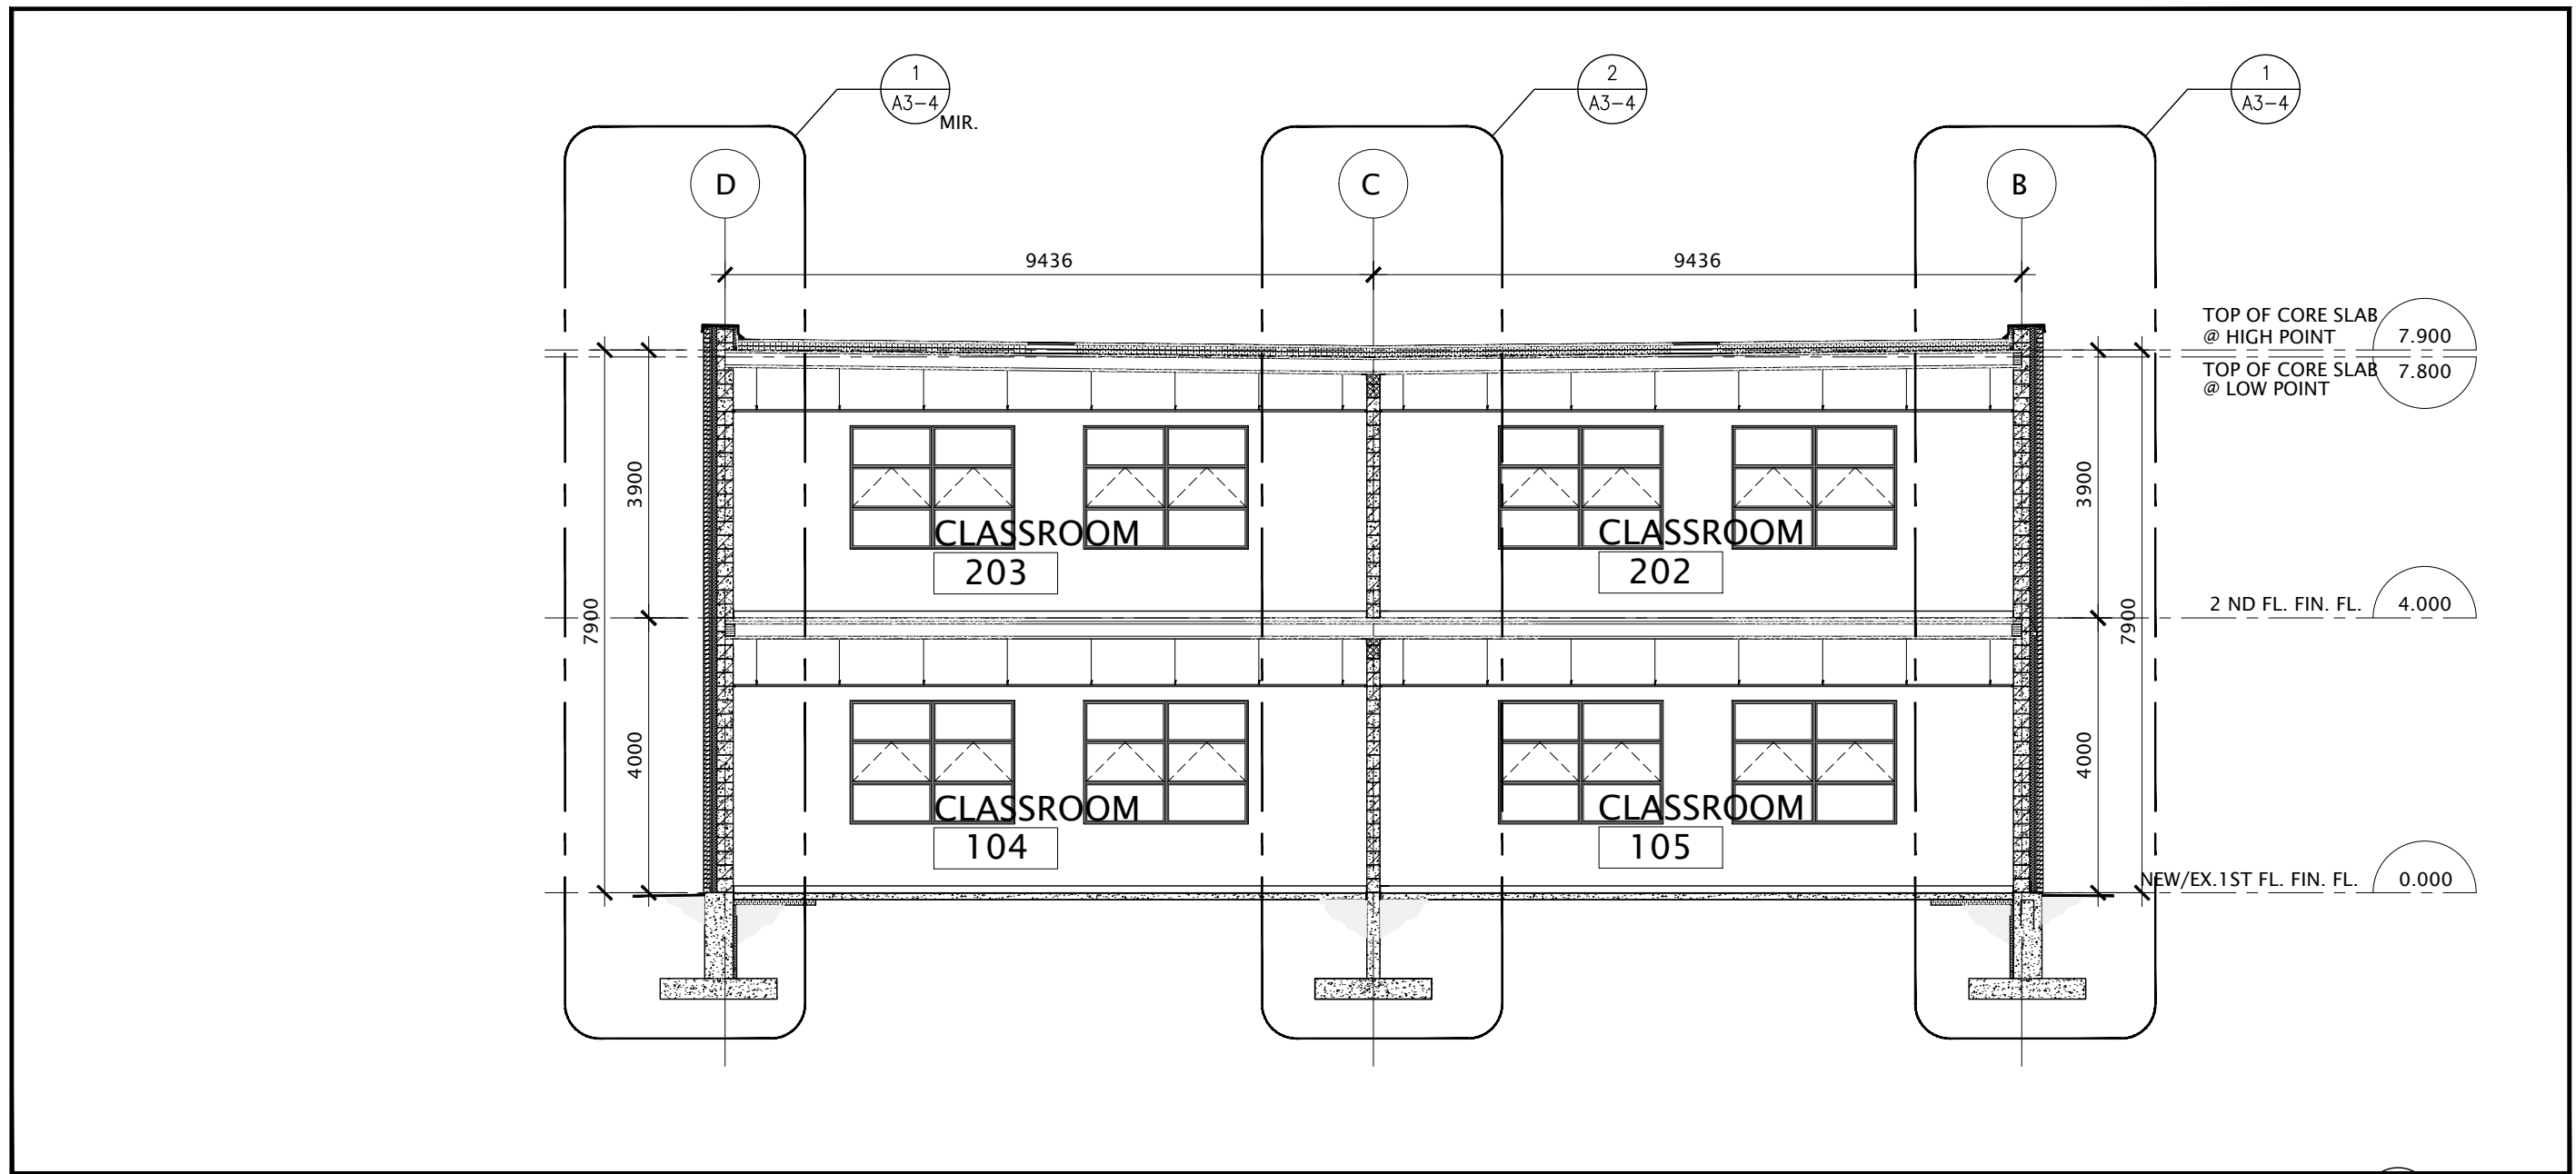 1
A3-4
MIR.
2
A3-4
1
A3-4
D
C
B
9436
9436
TOP OF CORE SLAB
@ HIGH POINT
7.900
TOP OF CORE SLAB
@ LOW POINT
7.800
3900
3900
CLASSROOM
203
CLASSROOM
202
7900
7900
2 ND FL. FIN. FL.
4.000
4000
4000
CLASSROOM
104
CLASSROOM
105
NEW/EX.1ST FL. FIN. FL.
0.000